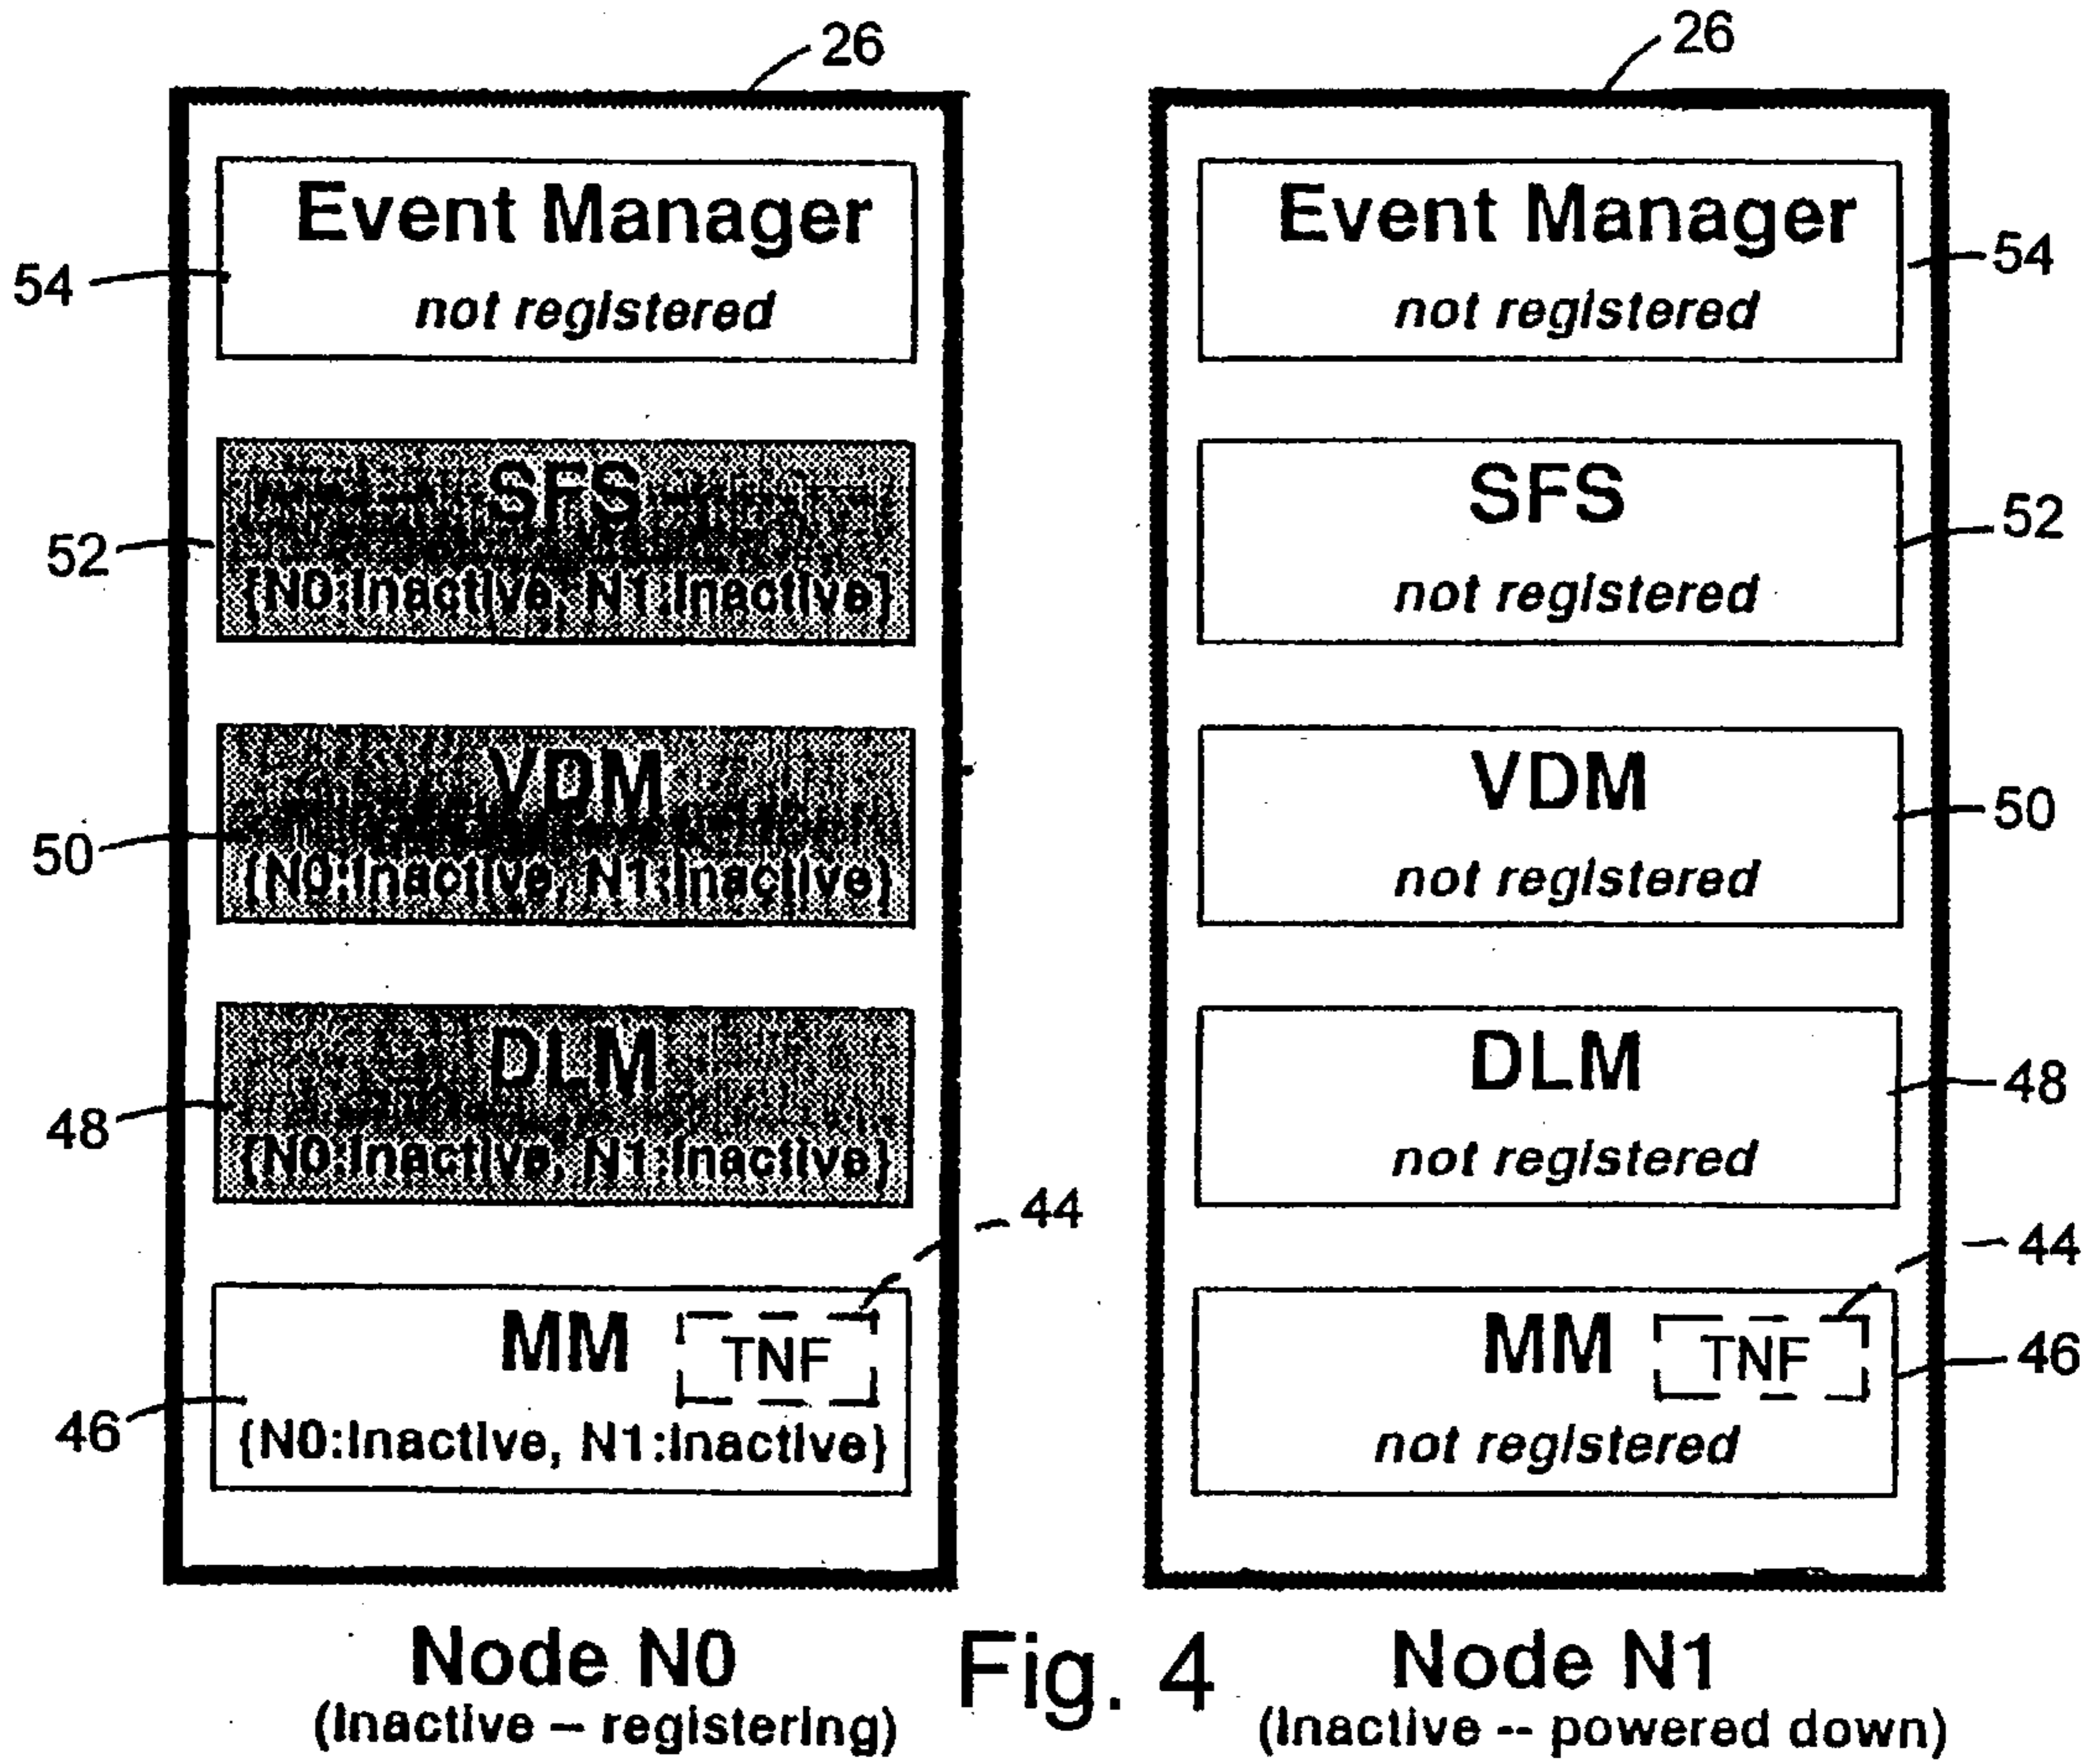 26
26
Event Manager
not registered
54
Event Manager
not registered
54
SFS
{N0:Inactive, N1:Inactive}
52
SFS
not registered
52
VDM
{N0:Inactive, N1:Inactive}
50
VDM
not registered
50
DLM
{N0:Inactive, N1:Inactive}
48
DLM
not registered
48
44
44
MM TNF
{N0:Inactive, N1:Inactive}
46
MM TNF
not registered
46
Node N0
(Inactive – registering)
Fig. 4
Node N1
(Inactive -- powered down)